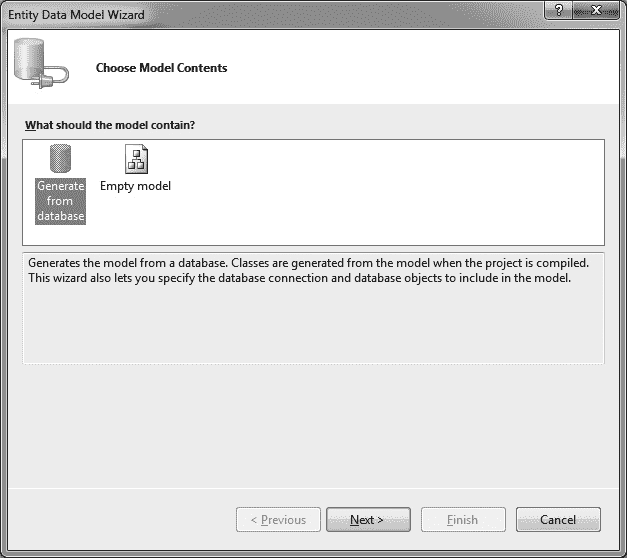 Entity Data Model Wizard
?
Choose Model Contents
What should the model contain?
Generate
from
database
Empty model
Generates the model from a database. Classes are generated from the model when the project is compiled.
This wizard also lets you specify the database connection and database objects to include in the model.
< Previous
Next >
Finish
Cancel